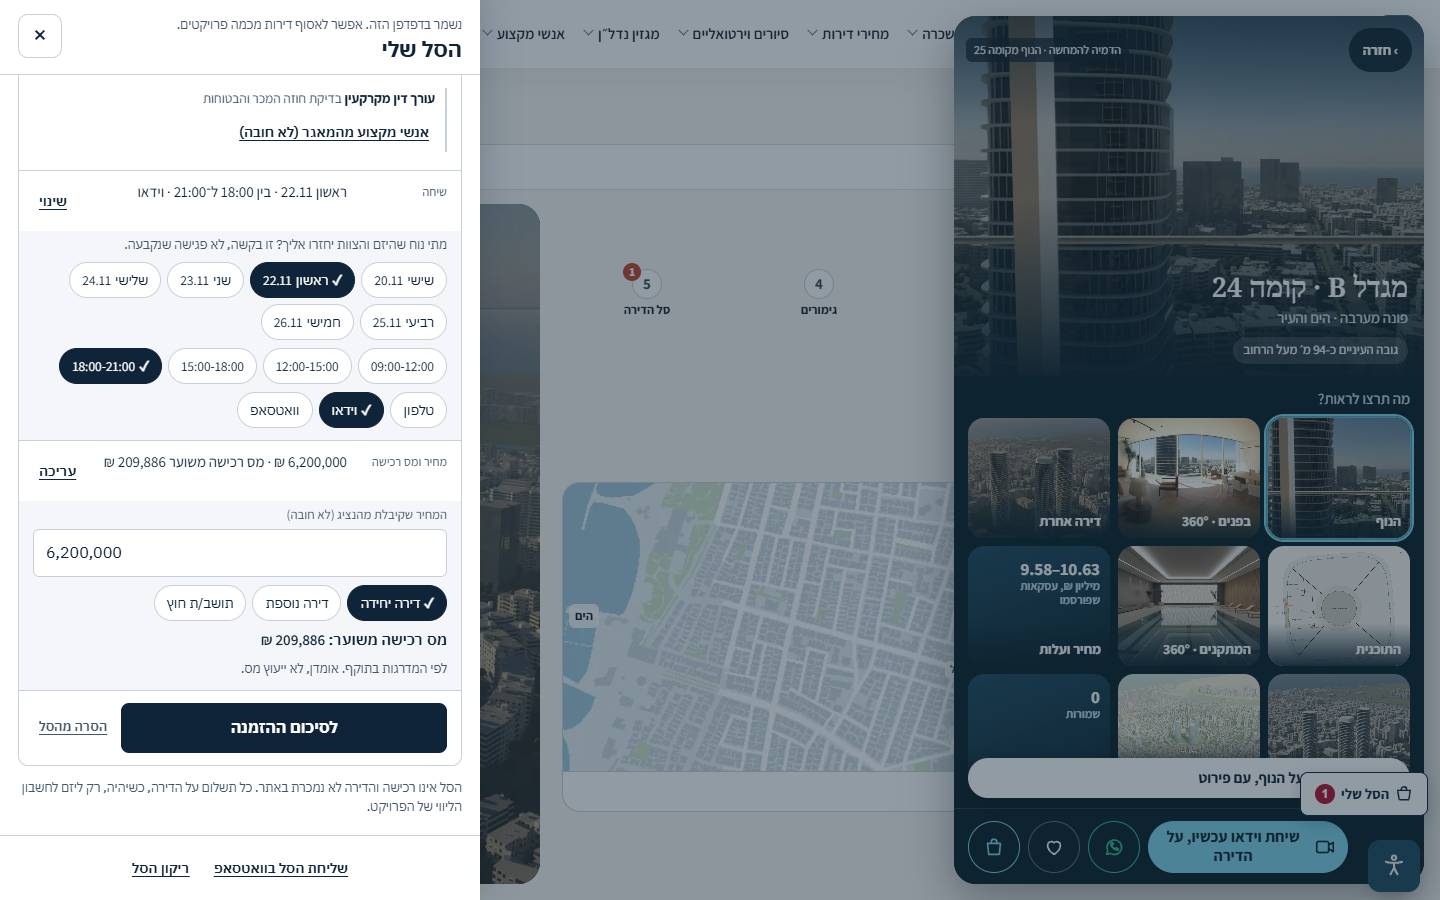 נשמר בדפדפן הזה. אפשר לאסוף דירות מכמה פרויקטים.
הסל שלי
עורך דין מקרקעין בדיקת חוזה המכר והבטוחות
אנשי מקצוע מהמאגר (לא חובה)
שיחה
ראשון 22.11 · בין 18:00 ל־21:00 · וידאו
שינוי
מתי נוח שהיזם והצוות יחזרו אליך? זו בקשה, לא פגישה שנקבעה.
שישי 20.11
✓ ראשון 22.11
שני 23.11
שלישי 24.11
רביעי 25.11
חמישי 26.11
09:00-12:00
12:00-15:00
15:00-18:00
✓ 18:00-21:00
טלפון
✓ וידאו
וואטסאפ
מחיר ומס רכישה
6,200,000 ₪ · מס רכישה משוער 209,886 ₪
עריכה
המחיר שקיבלת מהנציג (לא חובה)
6,200,000
✓ דירה יחידה
דירה נוספת
תושב/ת חוץ
מס רכישה משוער: 209,886 ₪
לפי המדרגות בתוקף. אומדן, לא ייעוץ מס.
לסיכום ההזמנה
הסרה מהסל
הסל אינו רכישה והדירה לא נמכרת באתר. כל תשלום על הדירה, כשיהיה, רק ליזם לחשבון
הליווי של הפרויקט.
שליחת הסל בוואטסאפ
ריקון הסל
שכרה
מחירי דירות
סיורים וירטואליים
מגזין נדל״ן
אנשי מקצוע
4
גימורים
5
1
סל הדירה
הים
› חזרה
הדמיה להמחשה · הנוף מקומה 25
מגדל B · קומה 24
פונה מערבה · הים והעיר
גובה העיניים כ-94 מ׳ מעל הרחוב
מה תרצו לראות?
הנוף
בפנים · 360°
דירה אחרת
התוכנית
המתקנים · 360°
9.58–10.63
מיליון ₪, עסקאות
שפורסמו
מחיר ועלות
0
שמורות
על הנוף, עם פירוט
הסל שלי
1
שיחת וידאו עכשיו, על
הדירה